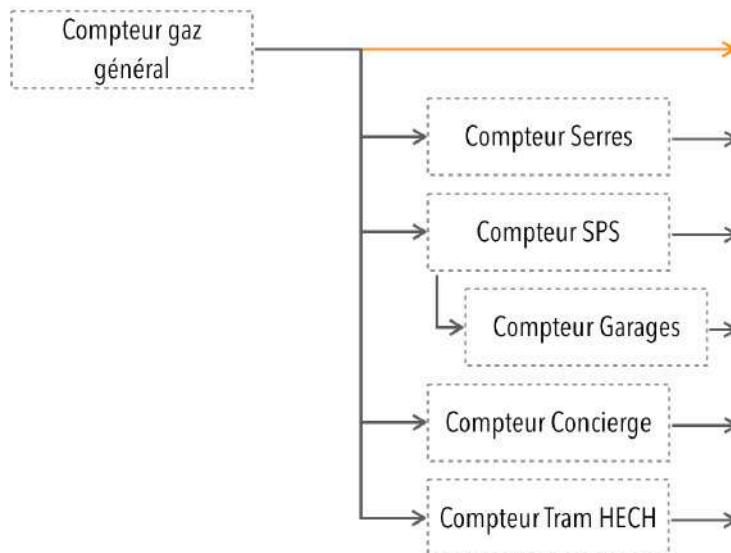 Compteur gaz
général
Compteur Serres
Compteur SPS
Compteur Garages
Compteur Concierge
Compteur Tram HECH